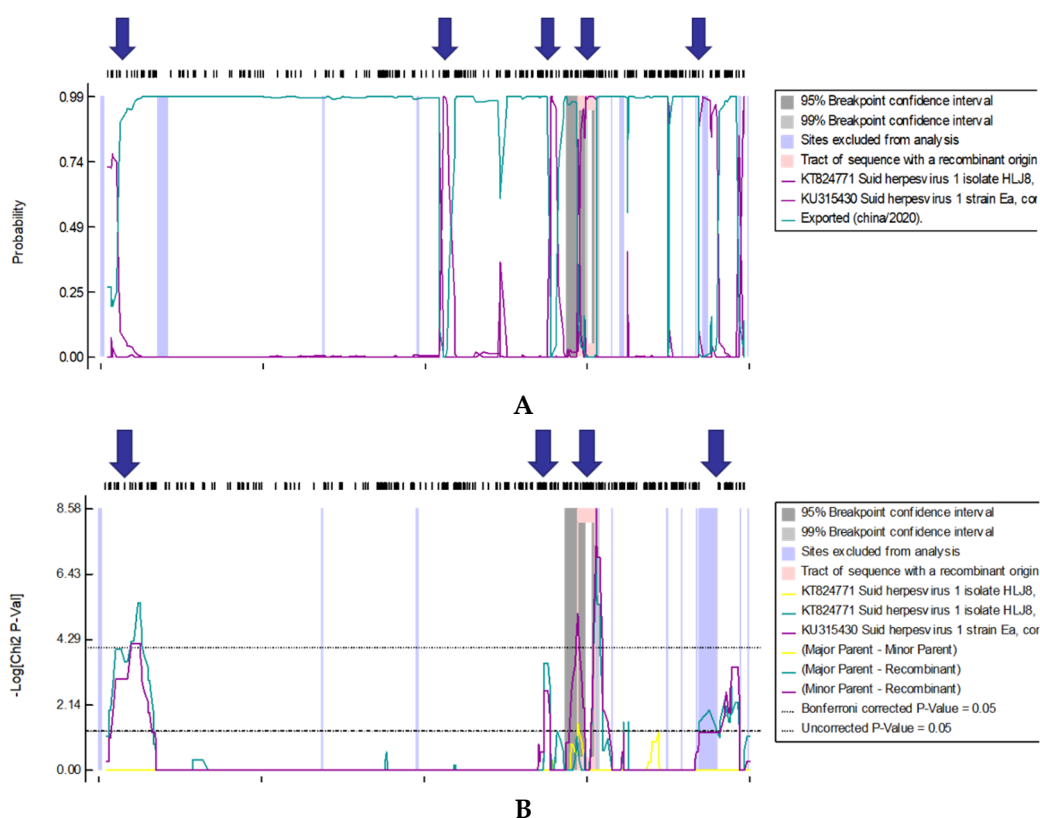 A
0.99
0.74
0.49
0.25
0.00
Probability
95% Breakpoint confidence interval
99% Breakpoint confidence interval
Sites excluded from analysis
Tract of sequence with a recombinant origin
KT824771 Suid herpesvirus 1 isolate HLJ8,
KU315430 Suid herpesvirus 1 strain Ea, cor
Exported (china/2020).
A
8.58
6.43
4.29
2.14
0.00
-Log[Chi2 P-Val]
95% Breakpoint confidence interval
99% Breakpoint confidence interval
Sites excluded from analysis
Tract of sequence with a recombinant origin
KT824771 Suid herpesvirus 1 isolate HLJ8,
KT824771 Suid herpesvirus 1 isolate HLJ8,
KU315430 Suid herpesvirus 1 strain Ea, cor
(Major Parent - Minor Parent)
(Major Parent - Recombinant)
(Minor Parent - Recombinant)
Bonferroni corrected P-Value = 0.05
Uncorrected P-Value = 0.05
B